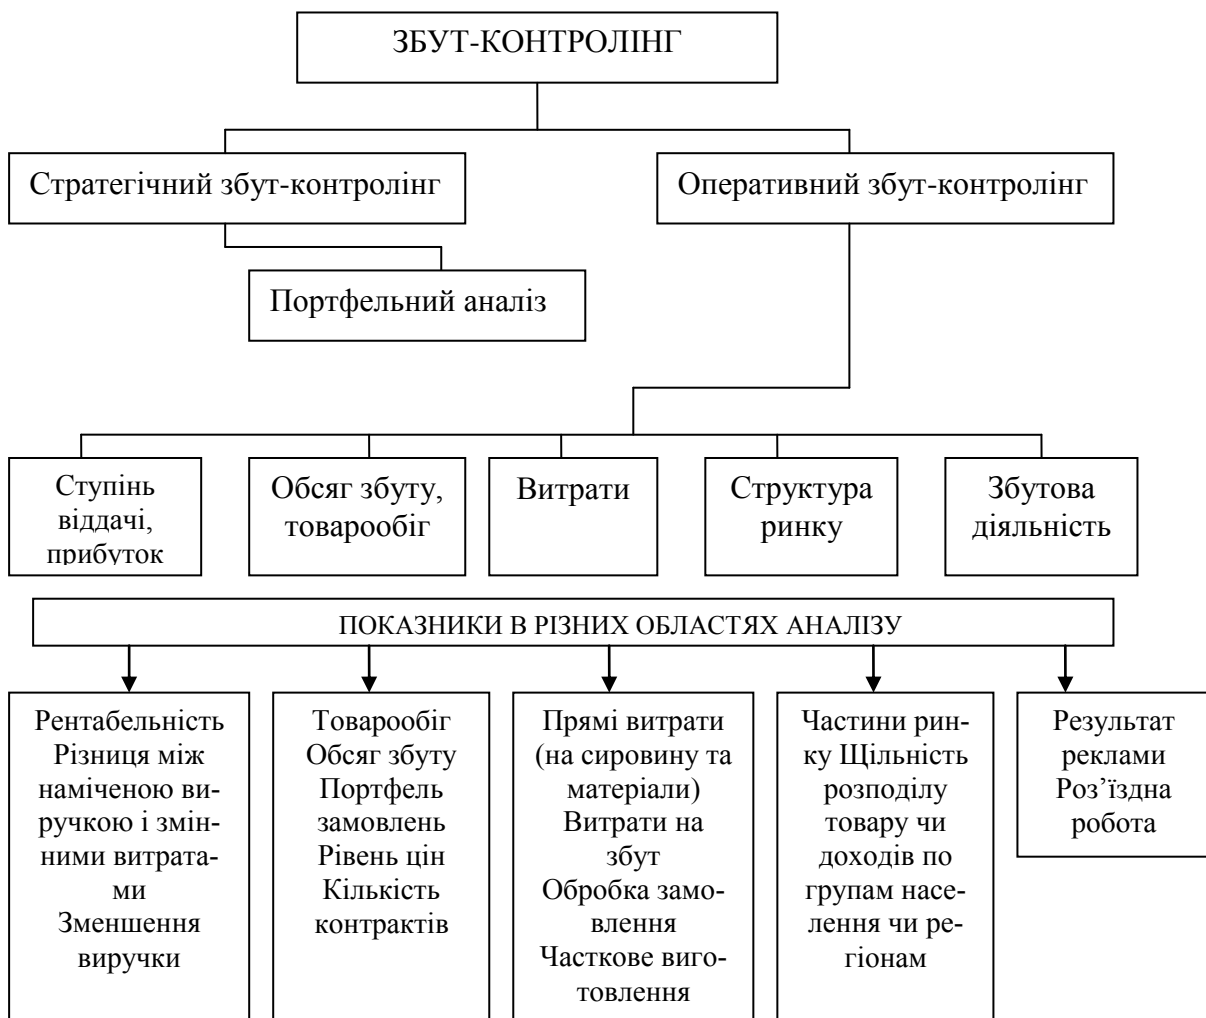 ЗБУТ-КОНТРОЛІНГ
Стратегічний збут-контролінг
Оперативний збут-контролінг
Портфельний аналіз
Ступінь
віддачі,
прибуток
Обсяг збуту,
товарообіг
Витрати
Структура
ринку
Збутова
діяльність
ПОКАЗНИКИ В РІЗНИХ ОБЛАСТЯХ АНАЛІЗУ
Рентабельність
Різниця між
наміченою ви-
ручкою і змін-
ними витрата-
ми
Зменшення
виручки
Товарообіг
Обсяг збуту
Портфель
замовлень
Рівень цін
Кількість
контрактів
Прямі витрати
(на сировину та
матеріали)
Витрати на
збут
Обробка замо-
влення
Часткове виго-
товлення
Частини рин-
ку Щільність
розподілу
товару чи
доходів по
групам насе-
лення чи ре-
гіонам
Результат
реклами
Роз’їздна
робота